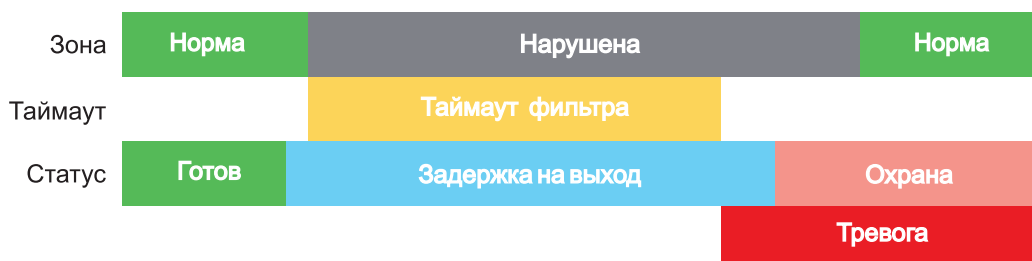 Зона Норма Нарушена Норма
Таймаут Таймаут фильтра
Статус Готов Задержка на выход Охрана
Тревога